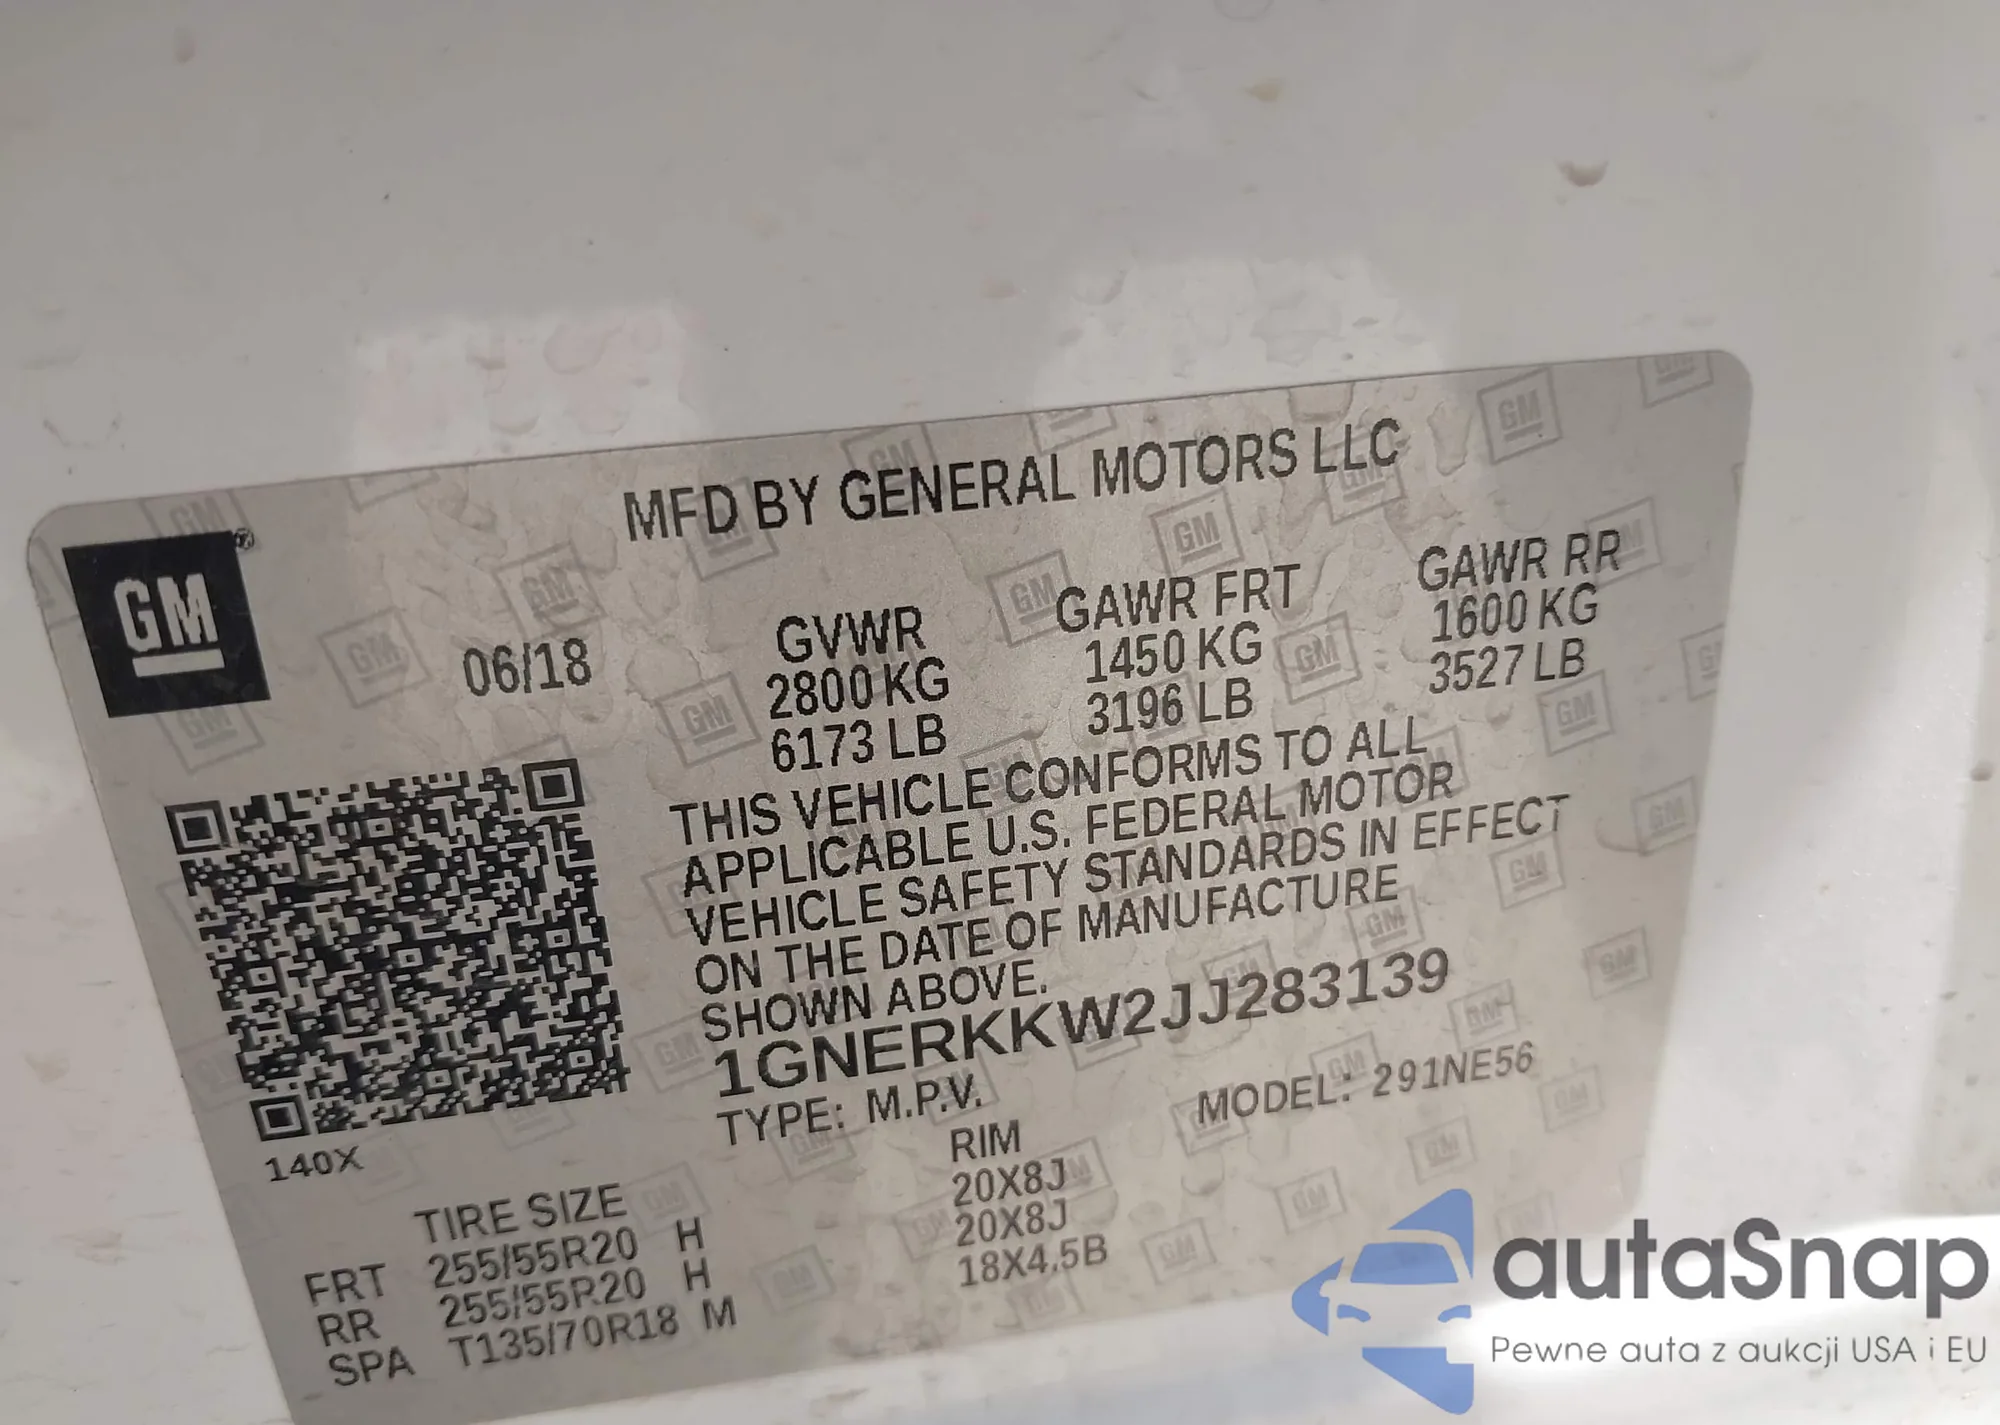 MFD BY GENERAL MOTORS LLC
GM®
06/18
GVWR GAWR FRT GAWR RR
2800 KG 1450 KG 1600 KG
6173 LB 3196 LB 3527 LB
THIS VEHICLE CONFORMS TO ALL
APPLICABLE U.S. FEDERAL MOTOR
VEHICLE SAFETY STANDARDS IN EFFECT
ON THE DATE OF MANUFACTURE
SHOWN ABOVE.
1GNERKKW2JJ283139
TYPE: M.P.V. MODEL: 291NE56
140X
TIRE SIZE RIM
FRT 255/55R20 H 20X8J
RR 255/55R20 H 20X8J
SPA T135/70R18 M 18X4.5B
autaSnap
Pewne auta z aukcji USA i EU